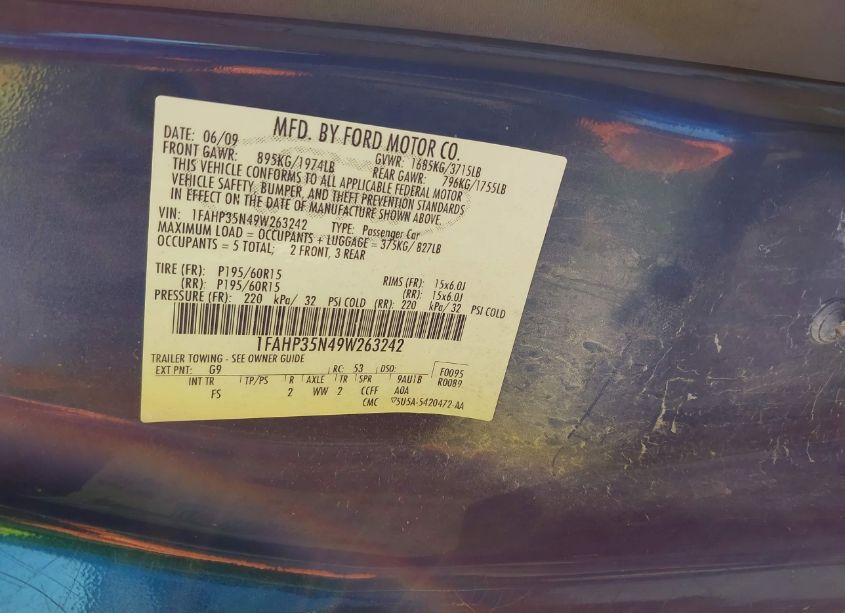 MFD. BY FORD MOTOR CO.
DATE: 06/09 GVWR: 1685KG/3715LB
FRONT GAWR: 895KG/1974LB REAR GAWR: 796KG/1755LB
THIS VEHICLE CONFORMS TO ALL APPLICABLE FEDERAL MOTOR
VEHICLE SAFETY, BUMPER, AND THEFT PREVENTION STANDARDS
IN EFFECT ON THE DATE OF MANUFACTURE SHOWN ABOVE.
VIN: 1FAHP35N49W263242 TYPE: Passenger Car
MAXIMUM LOAD = OCCUPANTS + LUGGAGE = 375KG/ 827LB
OCCUPANTS = 5 TOTAL; 2 FRONT, 3 REAR
TIRE (FR): P195/60R15 RIMS (FR): 15x6.0J
(RR): P195/60R15 (RR): 15x6.0J
PRESSURE (FR): 220 kPa/ 32 PSI COLD (RR): 220 kPa/ 32 PSI COLD
1FAHP35N49W263242
TRAILER TOWING - SEE OWNER GUIDE
EXT PNT: G9 RC: 53 DSO: F0095
R0089
INT TR TP/PS R AXLE TR SPR 9AU1B
FS 2 WW 2 CCFF A0A
CMC 5U5A-5420472-AA